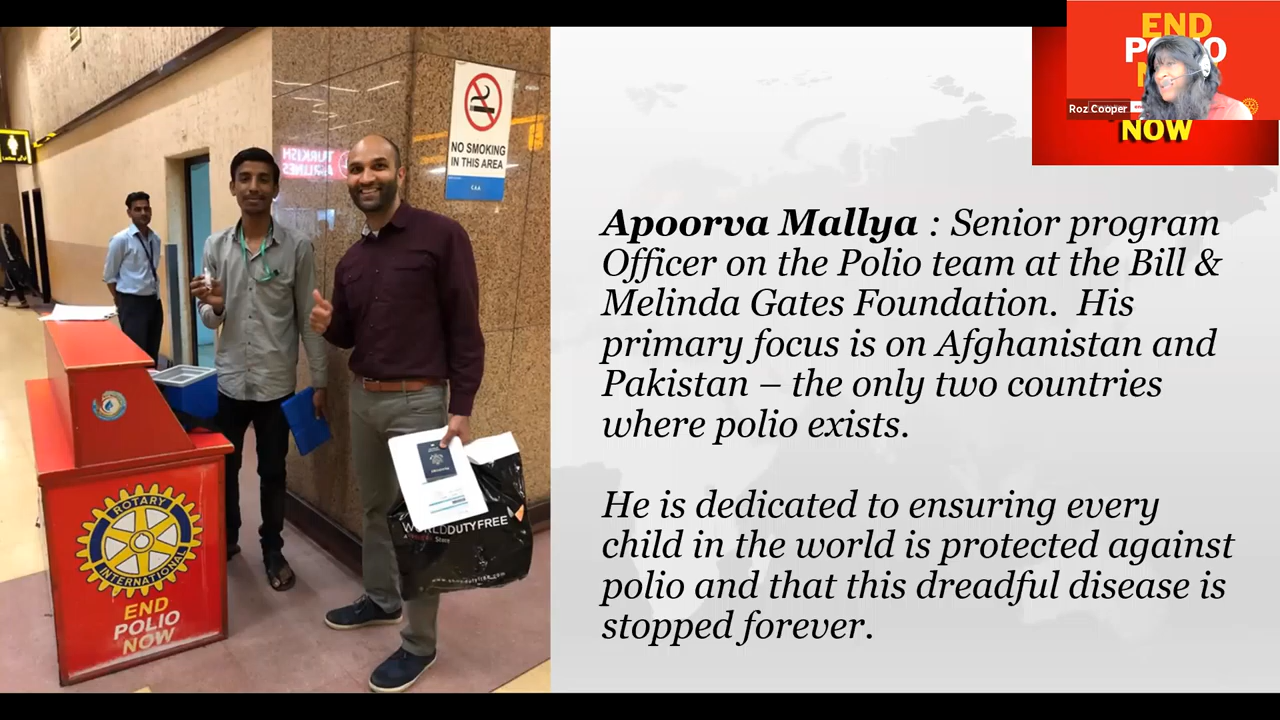 Apoorva Mallya : Senior program
Officer on the Polio team at the Bill &
Melinda Gates Foundation.  His
primary focus is on Afghanistan and
Pakistan – the only two countries
where polio exists.
He is dedicated to ensuring every
child in the world is protected against
polio and that this dreadful disease is
stopped forever.
END
Roz Cooper
NOW
NO SMOKING
IN THIS AREA
C.A.A
TURKISH
AIRLINES
ROTARY
INTERNATIONAL
END
POLIO
NOW
WORLDDUTYFREE